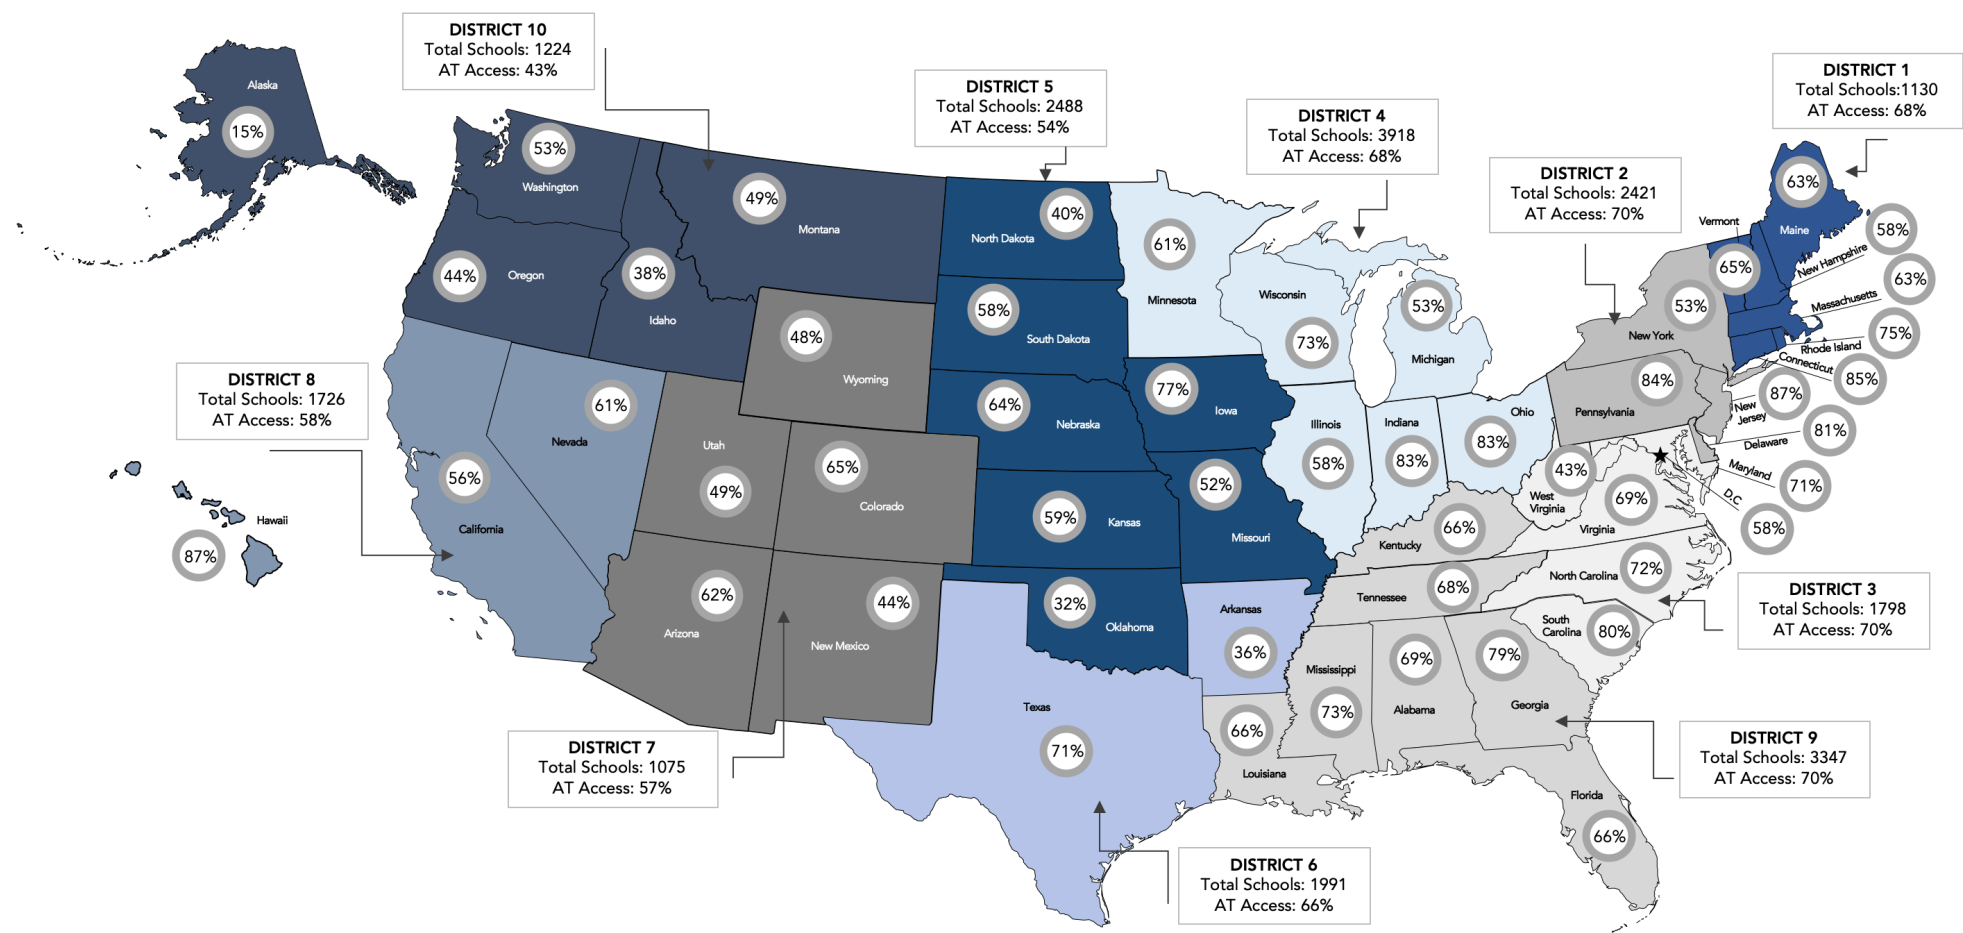 DISTRICT 10
Total Schools: 1224
AT Access: 43%
DISTRICT 5
Total Schools: 2488
AT Access: 54%
DISTRICT 4
Total Schools: 3918
AT Access: 68%
DISTRICT 1
Total Schools:1130
AT Access: 68%
DISTRICT 2
Total Schools: 2421
AT Access: 70%
DISTRICT 8
Total Schools: 1726
AT Access: 58%
DISTRICT 3
Total Schools: 1798
AT Access: 70%
DISTRICT 7
Total Schools: 1075
AT Access: 57%
DISTRICT 9
Total Schools: 3347
AT Access: 70%
DISTRICT 6
Total Schools: 1991
AT Access: 66%
Alaska
15%
53%
Washington
44%
Oregon
38%
Idaho
49%
Montana
48%
Wyoming
61%
Nevada
56%
California
Hawaii
87%
Utah
49%
65%
Colorado
62%
Arizona
44%
New Mexico
40%
North Dakota
58%
South Dakota
64%
Nebraska
59%
Kansas
32%
Oklahoma
77%
Iowa
52%
Missouri
61%
Minnesota
Wisconsin
73%
53%
Michigan
Illinois
58%
Indiana
83%
Ohio
83%
Texas
71%
Arkansas
36%
66%
Louisiana
Mississippi
73%
69%
Alabama
79%
Georgia
Florida
66%
Kentucky
66%
Tennessee
68%
North Carolina
72%
South
Carolina
80%
43%
West
Virginia
69%
Virginia
84%
Pennsylvania
53%
New York
Vermont
65%
63%
Maine
58%
New Hampshire
63%
Massachusetts
75%
Rhode Island
85%
Connecticut
87%
New
Jersey
81%
Delaware
71%
Maryland
58%
D.C